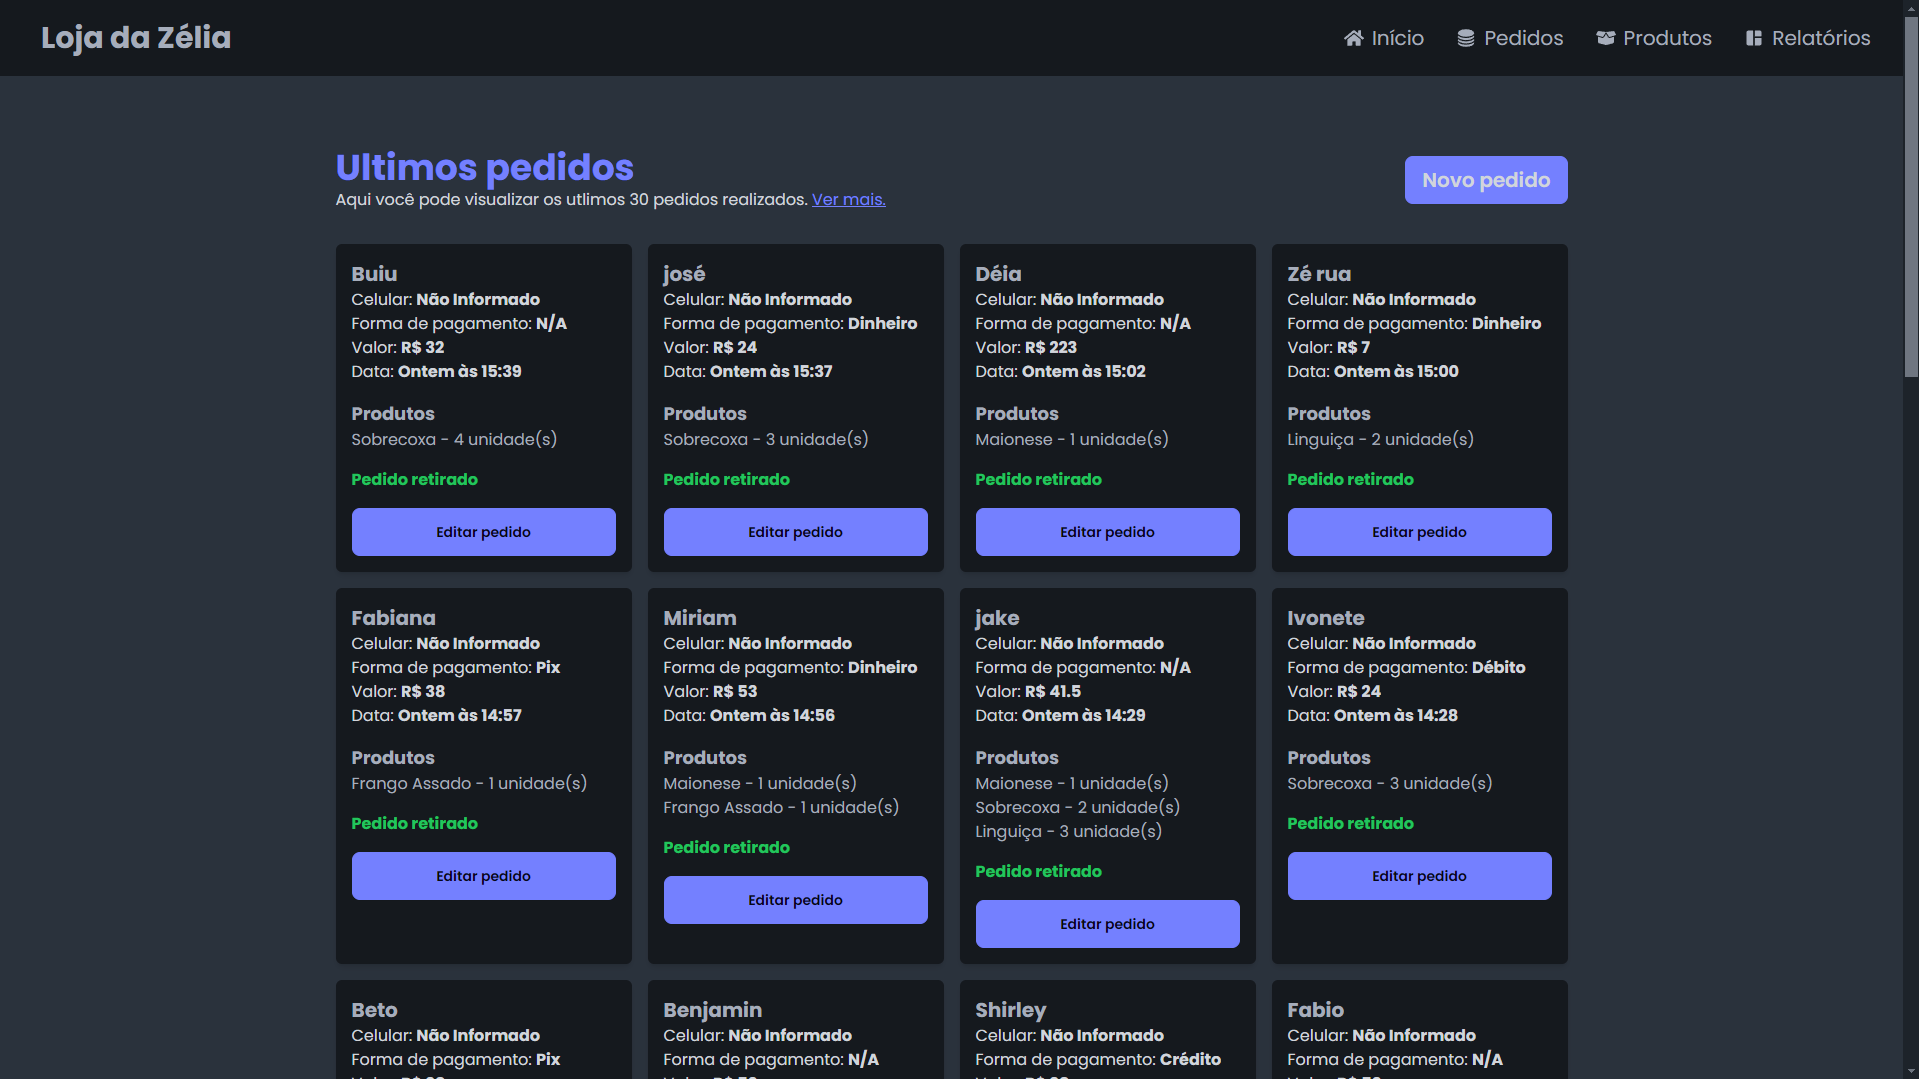 Loja da Zélia
Início
Pedidos
Produtos
Relatórios
Ultimos pedidos
Aqui você pode visualizar os utlimos 30 pedidos realizados. Ver mais.
Novo pedido
Buiu
Celular: Não Informado
Forma de pagamento: N/A
Valor: R$ 32
Data: Ontem às 15:39
Produtos
Sobrecoxa - 4 unidade(s)
Pedido retirado
Editar pedido
josé
Celular: Não Informado
Forma de pagamento: Dinheiro
Valor: R$ 24
Data: Ontem às 15:37
Produtos
Sobrecoxa - 3 unidade(s)
Pedido retirado
Editar pedido
Déia
Celular: Não Informado
Forma de pagamento: N/A
Valor: R$ 223
Data: Ontem às 15:02
Produtos
Maionese - 1 unidade(s)
Pedido retirado
Editar pedido
Zé rua
Celular: Não Informado
Forma de pagamento: Dinheiro
Valor: R$ 7
Data: Ontem às 15:00
Produtos
Linguiça - 2 unidade(s)
Pedido retirado
Editar pedido
Fabiana
Celular: Não Informado
Forma de pagamento: Pix
Valor: R$ 38
Data: Ontem às 14:57
Produtos
Frango Assado - 1 unidade(s)
Pedido retirado
Editar pedido
Miriam
Celular: Não Informado
Forma de pagamento: Dinheiro
Valor: R$ 53
Data: Ontem às 14:56
Produtos
Maionese - 1 unidade(s)
Frango Assado - 1 unidade(s)
Pedido retirado
Editar pedido
jake
Celular: Não Informado
Forma de pagamento: N/A
Valor: R$ 41.5
Data: Ontem às 14:29
Produtos
Maionese - 1 unidade(s)
Sobrecoxa - 2 unidade(s)
Linguiça - 3 unidade(s)
Pedido retirado
Editar pedido
Ivonete
Celular: Não Informado
Forma de pagamento: Débito
Valor: R$ 24
Data: Ontem às 14:28
Produtos
Sobrecoxa - 3 unidade(s)
Pedido retirado
Editar pedido
Beto
Celular: Não Informado
Forma de pagamento: Pix
Benjamin
Celular: Não Informado
Forma de pagamento: N/A
Shirley
Celular: Não Informado
Forma de pagamento: Crédito
Fabio
Celular: Não Informado
Forma de pagamento: N/A